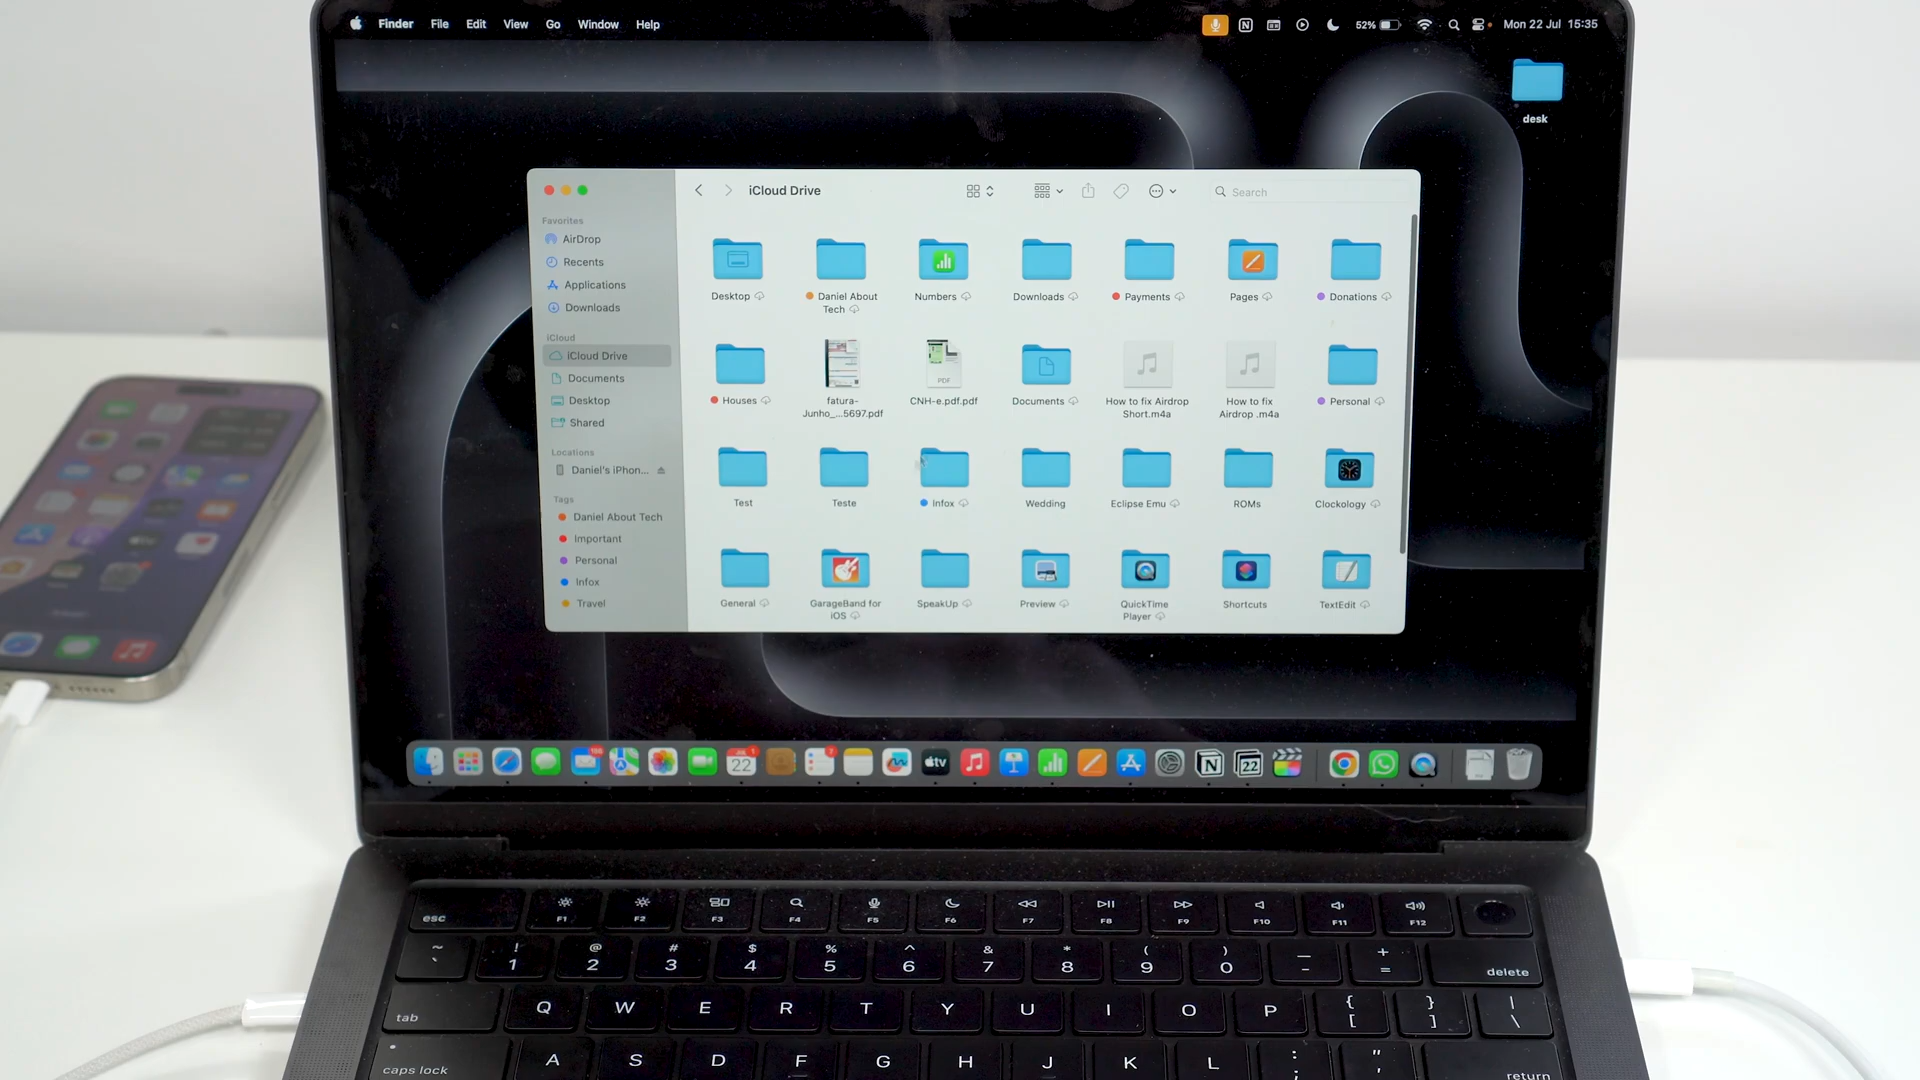 Finder File Edit View Go Window Help 52% Mon 22 Jul 15:35
desk
iCloud Drive
Search
Favorites
AirDrop
Recents
Applications
Downloads
iCloud
iCloud Drive
Documents
Desktop
Shared
Locations
Daniel's iPhon...
Tags
Daniel About Tech
Important
Personal
Infox
Travel
Desktop
Daniel About
Tech
Numbers
Downloads
Payments
Pages
Donations
Houses
fatura-
Junho_...5697.pdf
PDF
CNH-e.pdf.pdf
Documents
How to fix Airdrop
Short.m4a
How to fix
Airdrop .m4a
Personal
Test
Teste
Infox
Wedding
Eclipse Emu
ROMs
Clockology
General
GarageBand for
iOS
SpeakUp
Preview
QuickTime
Player
Shortcuts
TextEdit
22
tv
22
esc F1 F2 F3 F4 F5 F6 F7 F8 F9 F10 F11 F12
~ ! @ # $ % ^ & * ( ) — +
` 1 2 3 4 5 6 7 8 9 0 - = delete
tab Q W E R T Y U I O P { [ } ] | \
caps lock A S D F G H J K L : ; " ' return